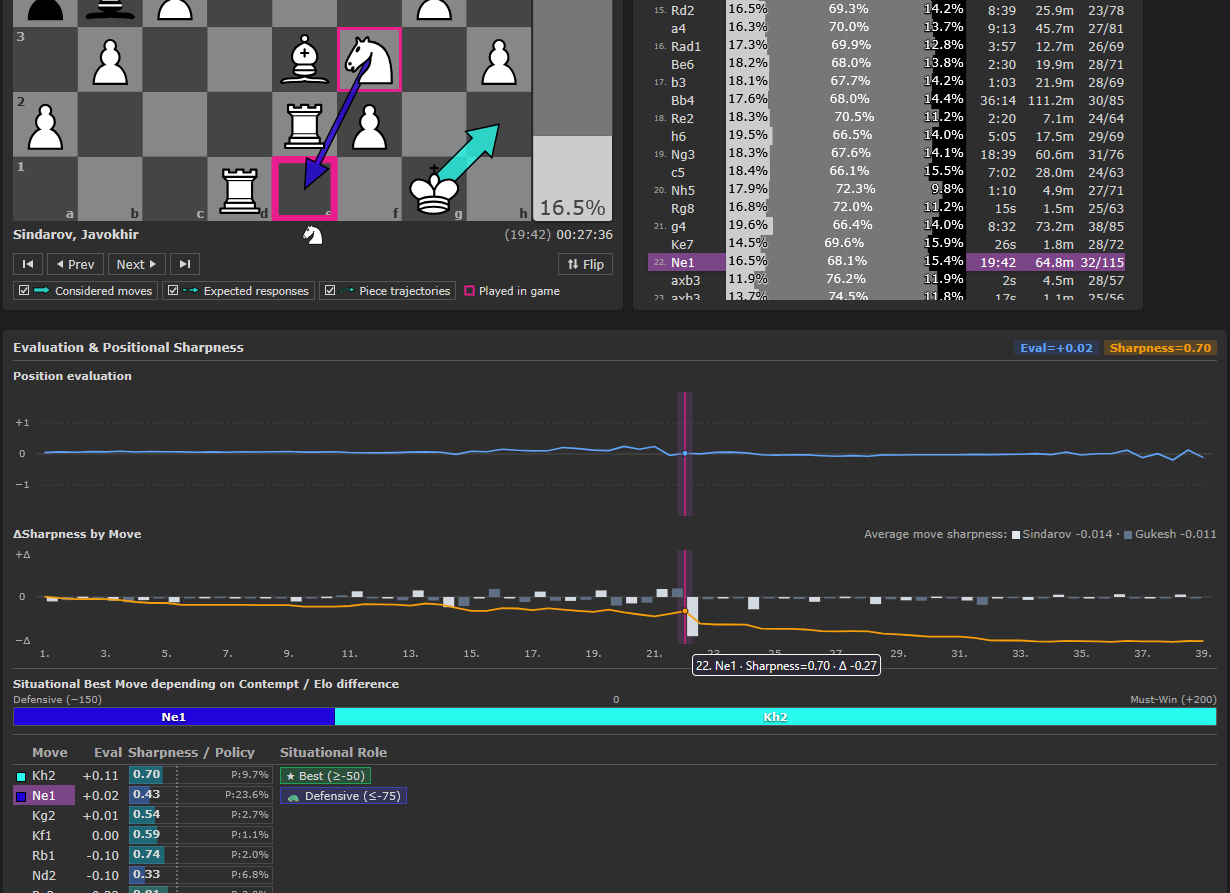 15. Rd2 16.5% 69.3% 14.2% 8:39 25.9m 23/78
a4 16.3% 70.0% 13.7% 9:13 45.7m 27/81
16. Rad1 17.3% 69.9% 12.8% 3:57 12.7m 26/69
Be6 18.2% 68.0% 13.8% 2:30 19.9m 28/71
17. b3 18.1% 67.7% 14.2% 1:03 21.9m 28/69
Bb4 17.6% 68.0% 14.4% 36:14 111.2m 30/85
18. Re2 18.3% 70.5% 11.2% 2:20 7.1m 24/64
h6 19.5% 66.5% 14.0% 5:05 17.5m 29/69
19. Ng3 18.3% 67.6% 14.1% 18:39 60.6m 31/76
c5 18.4% 66.1% 15.5% 7:02 28.0m 24/63
20. Nh5 17.9% 72.3% 9.8% 1:10 4.9m 27/71
Rg8 16.8% 72.0% 11.2% 15s 1.5m 25/63
21. g4 19.6% 66.4% 14.0% 8:32 73.2m 38/85
Ke7 14.5% 69.6% 15.9% 26s 1.8m 28/72
22. Ne1 16.5% 68.1% 15.4% 19:42 64.8m 32/115
axb3 11.9% 76.2% 11.9% 2s 4.5m 28/57
23. axb3 13.7% 74.5% 11.8% 17s 1.1m 25/56
3
2
1
a b c d e f g h
16.5%
Sindarov, Javokhir (19:42) 00:27:36
Prev Next Flip
Considered moves Expected responses Piece trajectories Played in game
Evaluation & Positional Sharpness Eval=+0.02 Sharpness=0.70
Position evaluation
+1
0
−1
ΔSharpness by Move Average move sharpness: Sindarov -0.014 · Gukesh -0.011
+Δ
0
−Δ
1. 3. 5. 7. 9. 11. 13. 15. 17. 19. 21. 23. 25. 27. 29. 31. 33. 35. 37. 39.
22. Ne1 · Sharpness=0.70 · Δ -0.27
Situational Best Move depending on Contempt / Elo difference
Defensive (−150) 0 Must-Win (+200)
Ne1 Kh2
Move Eval Sharpness / Policy Situational Role
Kh2 +0.11 0.70 P:9.7% ★ Best (≥-50)
Ne1 +0.02 0.43 P:23.6% Defensive (≤-75)
Kg2 +0.01 0.54 P:2.7%
Kf1 0.00 0.59 P:1.1%
Rb1 -0.10 0.74 P:2.0%
Nd2 -0.10 0.33 P:6.8%